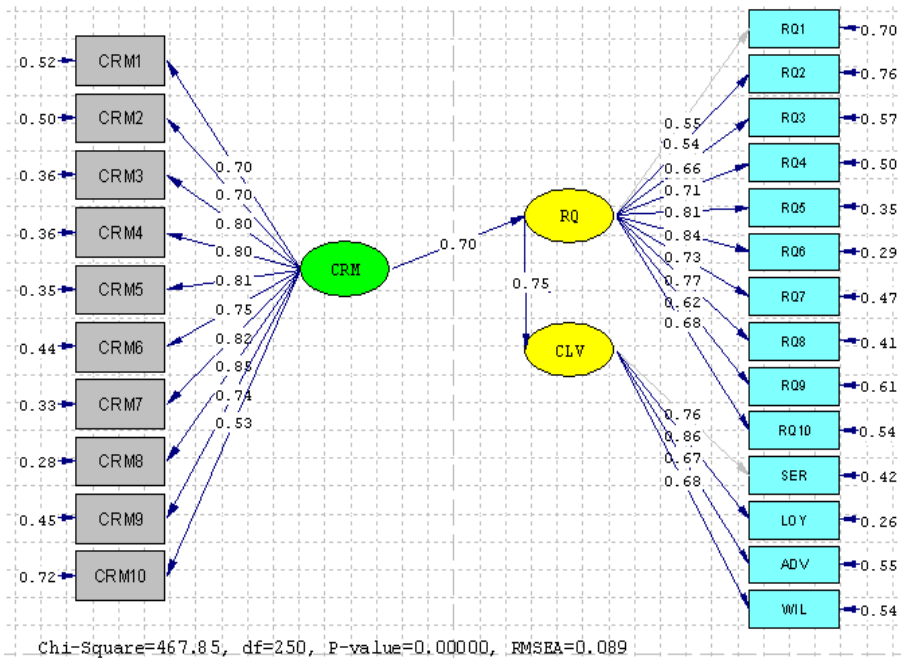 0.52 CRM1
0.50 CRM2
0.36 CRM3
0.36 CRM4
0.35 CRM5
0.44 CRM6
0.33 CRM7
0.28 CRM8
0.45 CRM9
0.72 CRM10
0.70
0.70
0.80
0.80
0.81
0.75
0.82
0.85
0.74
0.53
CRM
0.70
RQ
0.75
CLV
0.55
0.54
0.66
0.71
0.81
0.84
0.73
0.77
0.62
0.68
0.76
0.86
0.67
0.68
RQ1 0.70
RQ2 0.76
RQ3 0.57
RQ4 0.50
RQ5 0.35
RQ6 0.29
RQ7 0.47
RQ8 0.41
RQ9 0.61
RQ10 0.54
SER 0.42
LOY 0.26
ADV 0.55
WIL 0.54
Chi-Square=467.85, df=250, P-value=0.00000, RMSEA=0.089